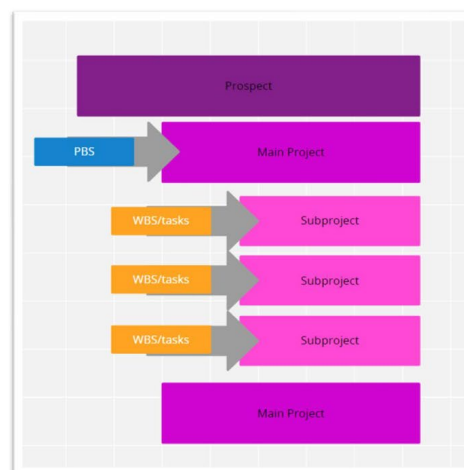 Prospect
PBS
Main Project
WBS/tasks
Subproject
WBS/tasks
Subproject
WBS/tasks
Subproject
Main Project